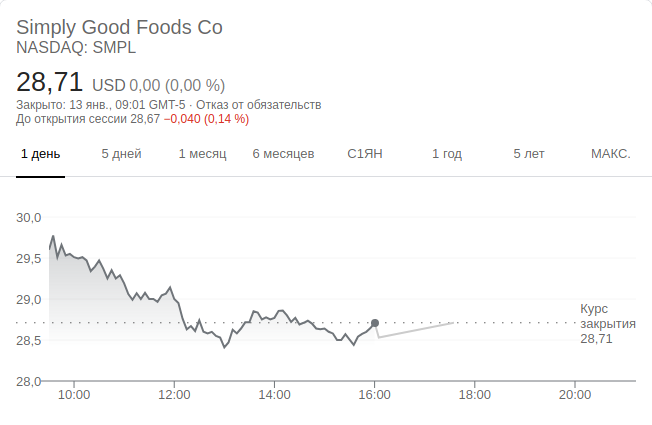 Simply Good Foods Co
NASDAQ: SMPL
28,71 USD 0,00 (0,00 %)
Закрыто: 13 янв., 09:01 GMT-5 · Отказ от обязательств
До открытия сессии 28,67 −0,040 (0,14 %)
1 день 5 дней 1 месяц 6 месяцев С1ЯН 1 год 5 лет МАКС.
30,0
29,5
29,0
Курс
закрытия
28,71
28,5
28,0
10:00 12:00 14:00 16:00 18:00 20:00